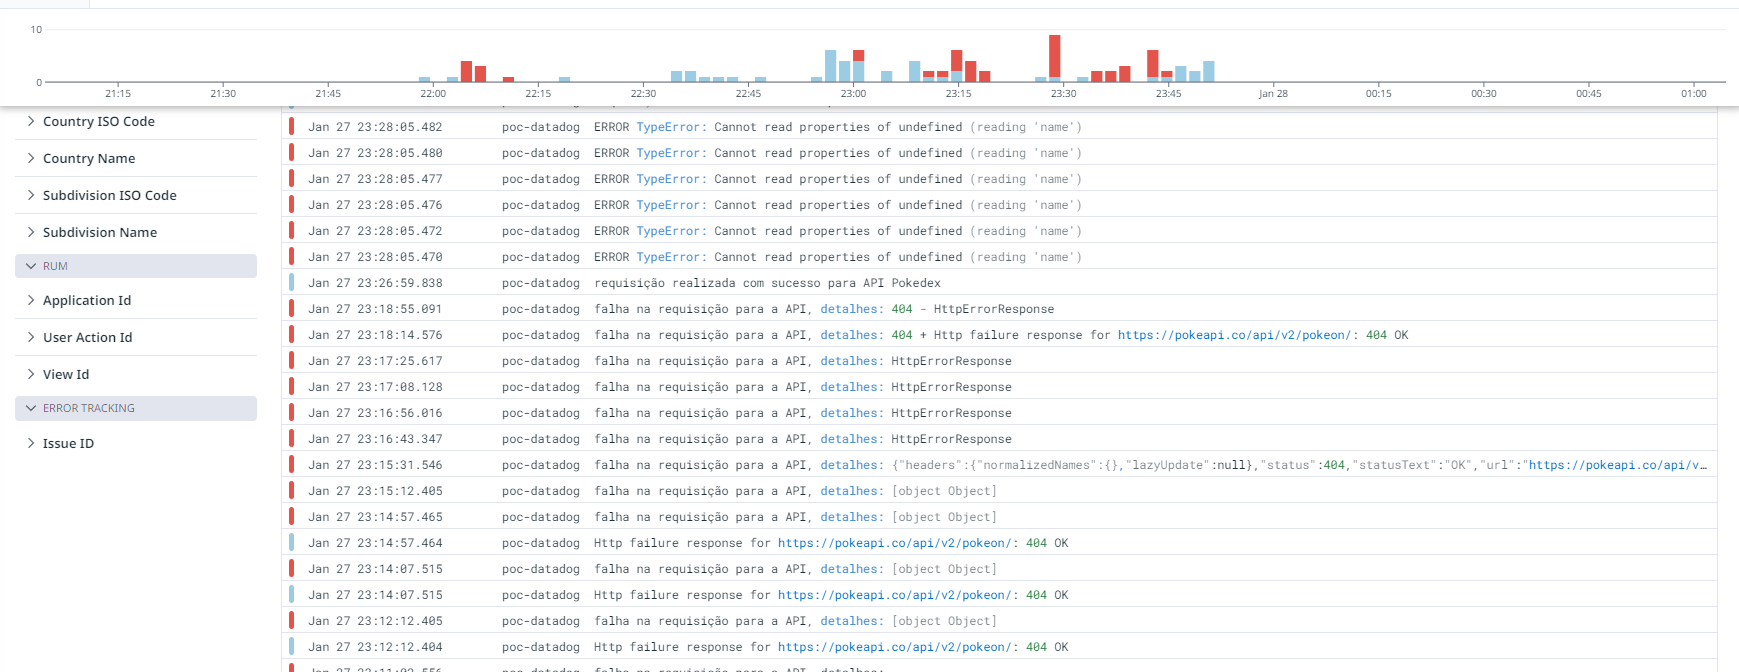 10
0
21:15 21:30 21:45 22:00 22:15 22:30 22:45 23:00 23:15 23:30 23:45 Jan 28 00:15 00:30 00:45 01:00
Country ISO Code
Country Name
Subdivision ISO Code
Subdivision Name
RUM
Application Id
User Action Id
View Id
ERROR TRACKING
Issue ID
Jan 27 23:28:05.482 poc-datadog ERROR TypeError: Cannot read properties of undefined (reading 'name')
Jan 27 23:28:05.480 poc-datadog ERROR TypeError: Cannot read properties of undefined (reading 'name')
Jan 27 23:28:05.477 poc-datadog ERROR TypeError: Cannot read properties of undefined (reading 'name')
Jan 27 23:28:05.476 poc-datadog ERROR TypeError: Cannot read properties of undefined (reading 'name')
Jan 27 23:28:05.472 poc-datadog ERROR TypeError: Cannot read properties of undefined (reading 'name')
Jan 27 23:28:05.470 poc-datadog ERROR TypeError: Cannot read properties of undefined (reading 'name')
Jan 27 23:26:59.838 poc-datadog requisição realizada com sucesso para API Pokedex
Jan 27 23:18:55.091 poc-datadog falha na requisição para a API, detalhes: 404 - HttpErrorResponse
Jan 27 23:18:14.576 poc-datadog falha na requisição para a API, detalhes: 404 + Http failure response for https://pokeapi.co/api/v2/pokeon/: 404 OK
Jan 27 23:17:25.617 poc-datadog falha na requisição para a API, detalhes: HttpErrorResponse
Jan 27 23:17:08.128 poc-datadog falha na requisição para a API, detalhes: HttpErrorResponse
Jan 27 23:16:56.016 poc-datadog falha na requisição para a API, detalhes: HttpErrorResponse
Jan 27 23:16:43.347 poc-datadog falha na requisição para a API, detalhes: HttpErrorResponse
Jan 27 23:15:31.546 poc-datadog falha na requisição para a API, detalhes: {"headers":{"normalizedNames":{},"lazyUpdate":null},"status":404,"statusText":"OK","url":"https://pokeapi.co/api/v…
Jan 27 23:15:12.405 poc-datadog falha na requisição para a API, detalhes: [object Object]
Jan 27 23:14:57.465 poc-datadog falha na requisição para a API, detalhes: [object Object]
Jan 27 23:14:57.464 poc-datadog Http failure response for https://pokeapi.co/api/v2/pokeon/: 404 OK
Jan 27 23:14:07.515 poc-datadog falha na requisição para a API, detalhes: [object Object]
Jan 27 23:14:07.515 poc-datadog Http failure response for https://pokeapi.co/api/v2/pokeon/: 404 OK
Jan 27 23:12:12.405 poc-datadog falha na requisição para a API, detalhes: [object Object]
Jan 27 23:12:12.404 poc-datadog Http failure response for https://pokeapi.co/api/v2/pokeon/: 404 OK